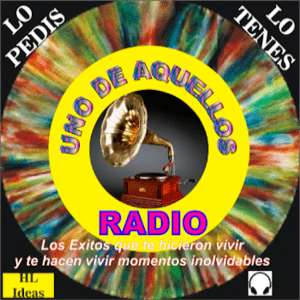 LO
PEDIS
LO
TENES
UNO DE AQUELLOS
RADIO
Los Exitos que te hicieron vivir
y te hacen vivir momentos inolvidables
HL
Ideas